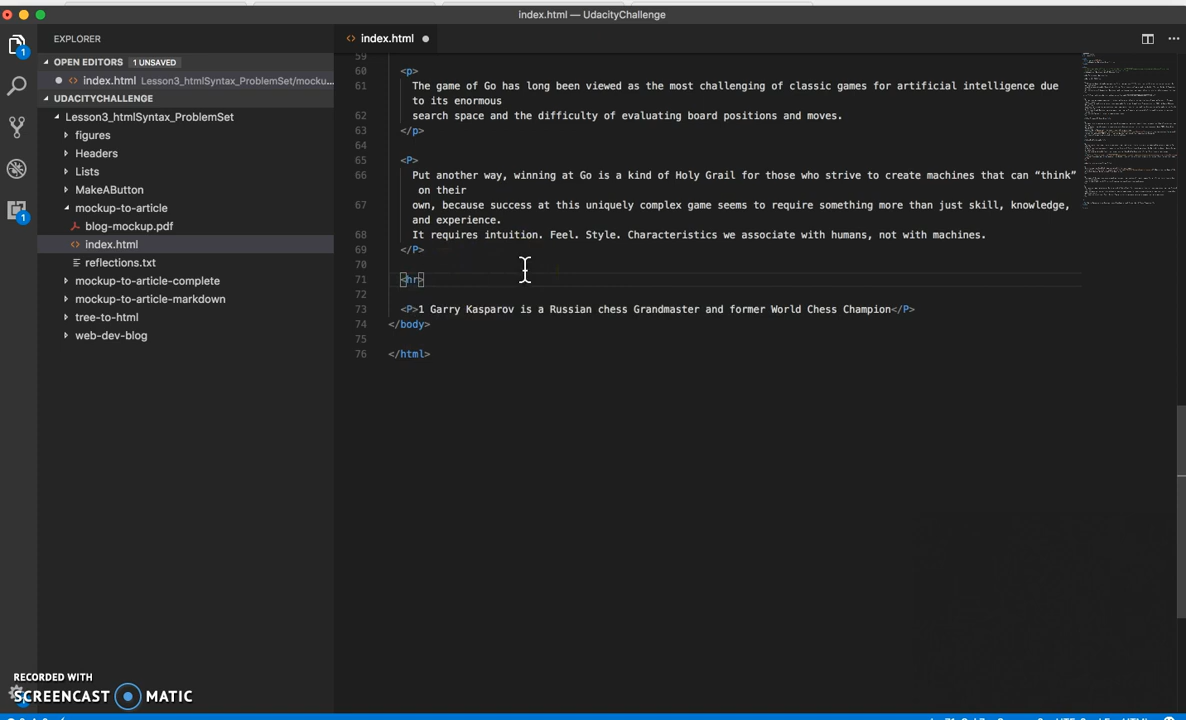 index.html — UdacityChallenge
EXPLORER
index.html
OPEN EDITORS 1 UNSAVED
index.html Lesson3_htmlSyntax_ProblemSet/mocku...
UDACITYCHALLENGE
Lesson3_htmlSyntax_ProblemSet
figures
Headers
Lists
MakeAButton
mockup-to-article
blog-mockup.pdf
index.html
reflections.txt
mockup-to-article-complete
mockup-to-article-markdown
tree-to-html
web-dev-blog
1
1
59
60 <p>
61 The game of Go has long been viewed as the most challenging of classic games for artificial intelligence due
to its enormous
62 search space and the difficulty of evaluating board positions and moves.
63 </p>
64
65 <P>
66 Put another way, winning at Go is a kind of Holy Grail for those who strive to create machines that can “think”
on their
67 own, because success at this uniquely complex game seems to require something more than just skill, knowledge,
and experience.
68 It requires intuition. Feel. Style. Characteristics we associate with humans, not with machines.
69 </P>
70
71 <hr>
72
73 <P>1 Garry Kasparov is a Russian chess Grandmaster and former World Chess Champion</P>
74 </body>
75
76 </html>
RECORDED WITH
SCREENCAST MATIC